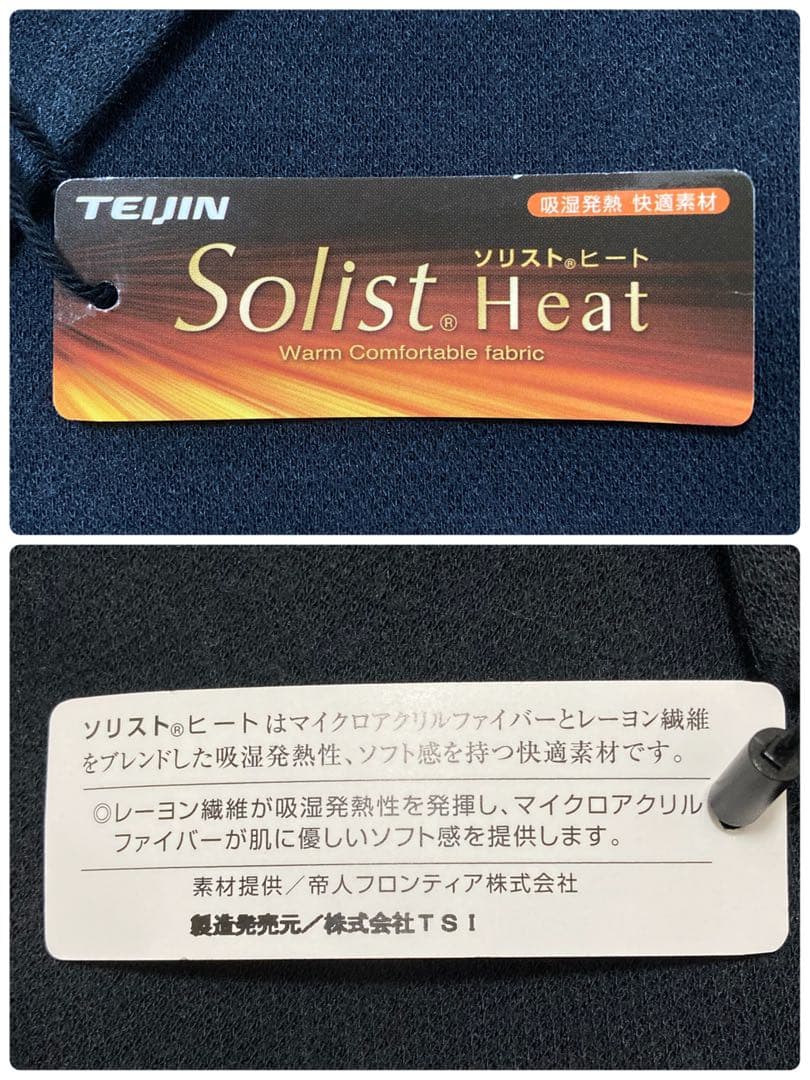 TEIJIN
吸湿発熱 快適素材
ソリスト®ヒート
Solist® Heat
Warm Comfortable fabric
ソリスト®ヒートはマイクロアクリルファイバーとレーヨン繊維
をブレンドした吸湿発熱性、ソフト感を持つ快適素材です。
◎レーヨン繊維が吸湿発熱性を発揮し、マイクロアクリル
ファイバーが肌に優しいソフト感を提供します。
素材提供／帝人フロンティア株式会社
製造発売元／株式会社TSI